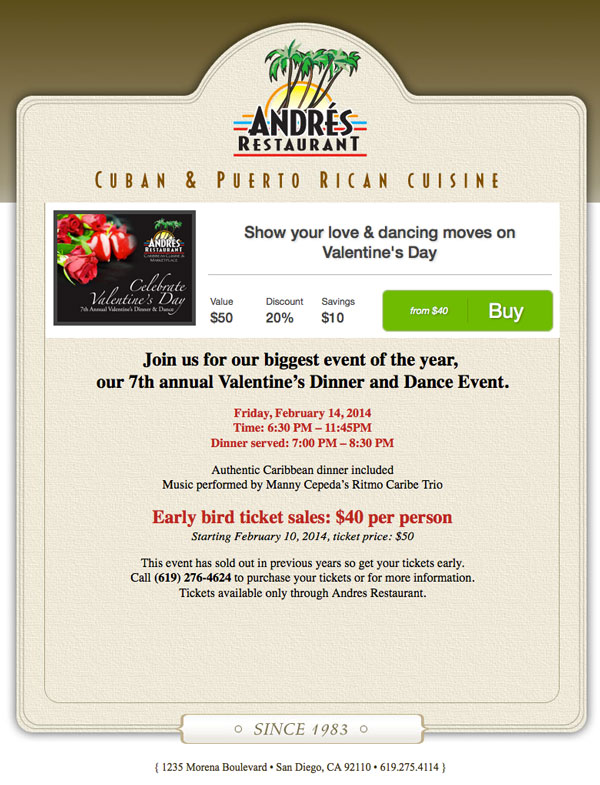 ANDRÉS
RESTAURANT
CUBAN & PUERTO RICAN CUISINE
ANDRÉS
RESTAURANT
CARIBBEAN CUISINE &
MARKETPLACE
Celebrate
Valentine's Day
7th Annual Valentine's Dinner & Dance
Show your love & dancing moves on
Valentine's Day
Value Discount Savings
$50 20% $10
from $40 Buy
Join us for our biggest event of the year,
our 7th annual Valentine's Dinner and Dance Event.
Friday, February 14, 2014
Time: 6:30 PM – 11:45PM
Dinner served: 7:00 PM – 8:30 PM
Authentic Caribbean dinner included
Music performed by Manny Cepeda's Ritmo Caribe Trio
Early bird ticket sales: $40 per person
Starting February 10, 2014, ticket price: $50
This event has sold out in previous years so get your tickets early.
Call (619) 276-4624 to purchase your tickets or for more information.
Tickets available only through Andres Restaurant.
SINCE 1983
{ 1235 Morena Boulevard • San Diego, CA 92110 • 619.275.4114 }